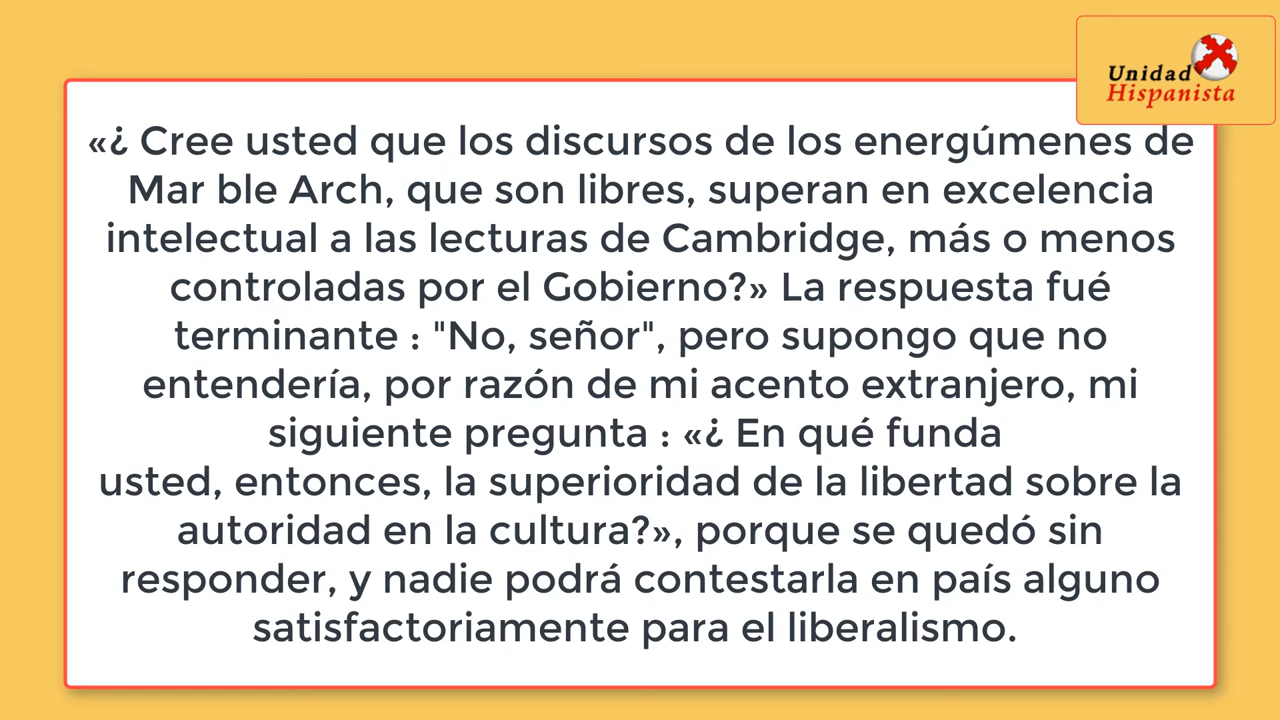 Unidad
Hispanista
«¿ Cree usted que los discursos de los energúmenes de
Mar ble Arch, que son libres, superan en excelencia
intelectual a las lecturas de Cambridge, más o menos
controladas por el Gobierno?» La respuesta fué
terminante : "No, señor", pero supongo que no
entendería, por razón de mi acento extranjero, mi
siguiente pregunta : «¿ En qué funda
usted, entonces, la superioridad de la libertad sobre la
autoridad en la cultura?», porque se quedó sin
responder, y nadie podrá contestarla en país alguno
satisfactoriamente para el liberalismo.